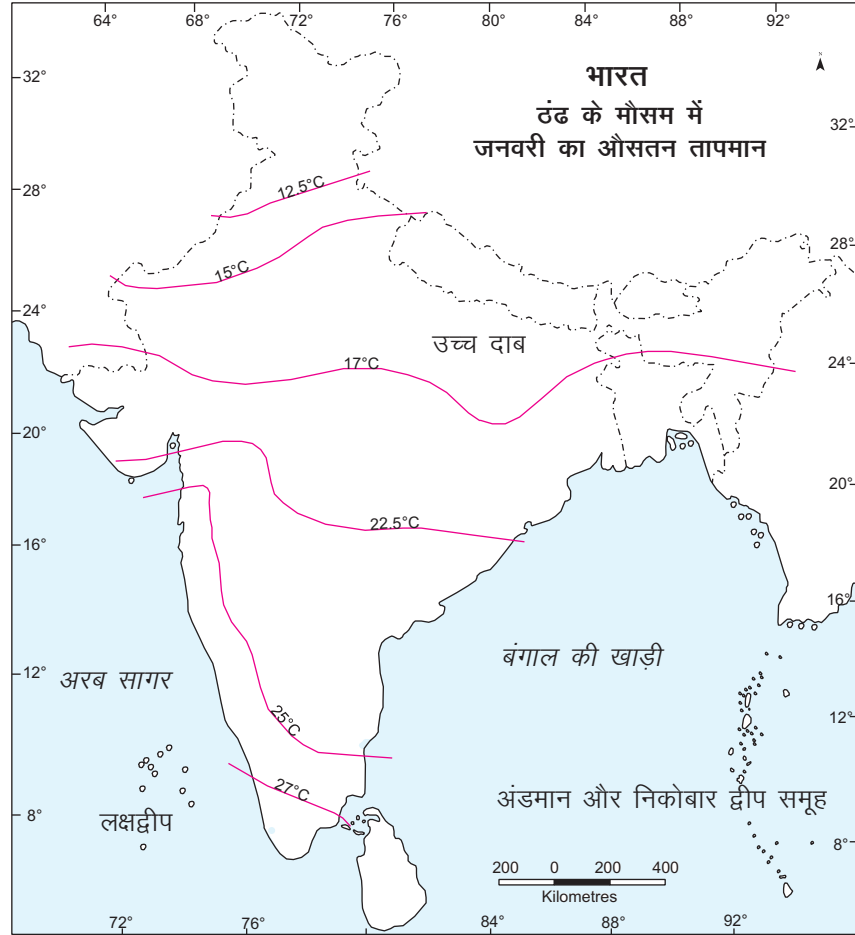 64° 68° 72° 76° 80° 84° 88° 92°
N
भारत
ठंढ के मौसम में
जनवरी का औसतन तापमान
32°
32°
28°
28°
24°
24°
20°
20°
16°
16°
12°
12°
8°
8°
12.5°C
15°C
17°C
उच्च दाब
22.5°C
25°C
27°C
अरब सागर
बंगाल की खाड़ी
लक्षद्वीप
अंडमान और निकोबार द्वीप समूह
200 0 200 400
Kilometres
72° 76° 84° 88° 92°